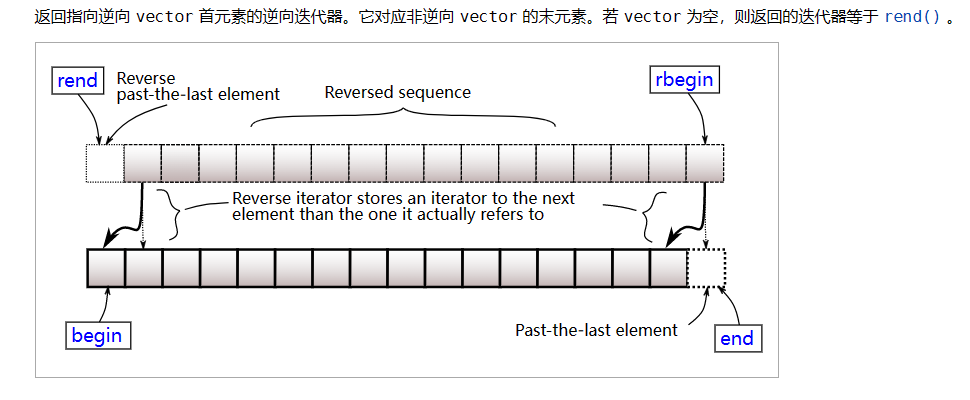 返回指向逆向 vector 首元素的逆向迭代器。它对应非逆向 vector 的末元素。若 vector 为空，则返回的迭代器等于 rend() 。
rend
Reverse
past-the-last element
Reversed sequence
rbegin
Reverse iterator stores an iterator to the next
element than the one it actually refers to
begin
Past-the-last element
end